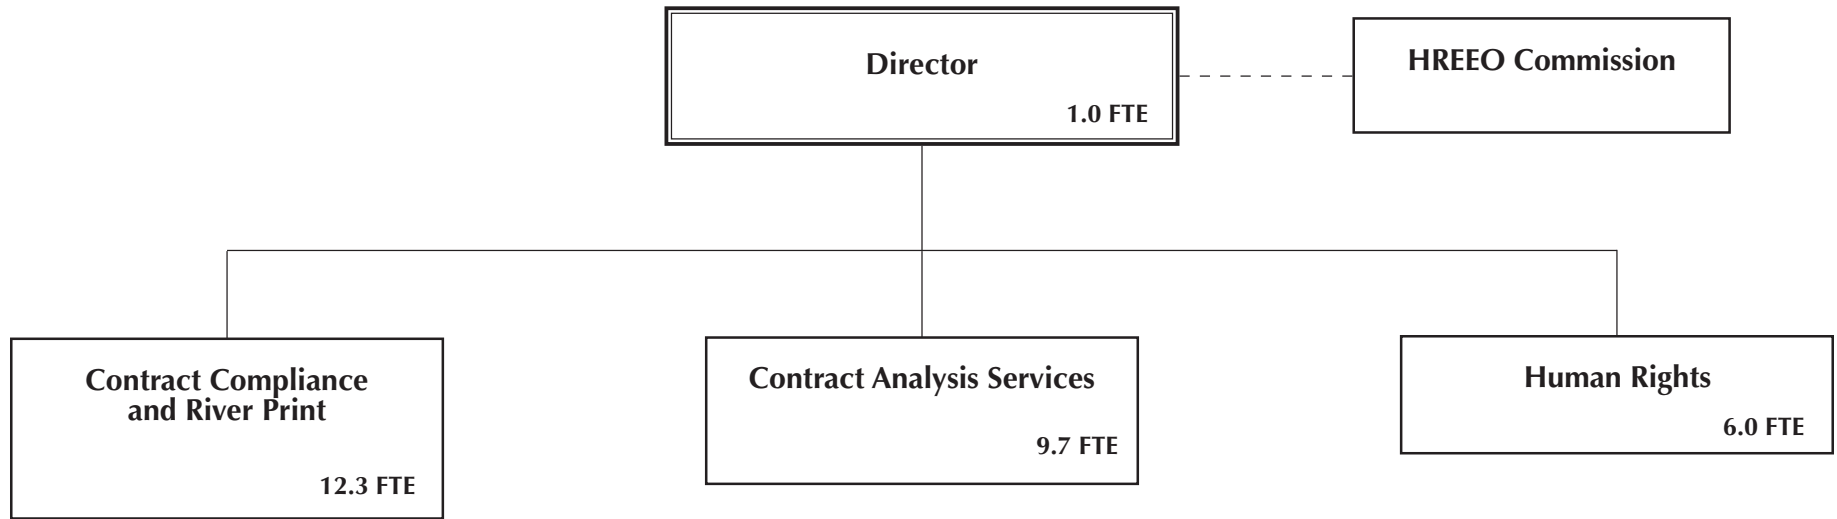 Director
1.0 FTE
HREEO Commission
Contract Compliance
and River Print
12.3 FTE
Contract Analysis Services
9.7 FTE
Human Rights
6.0 FTE